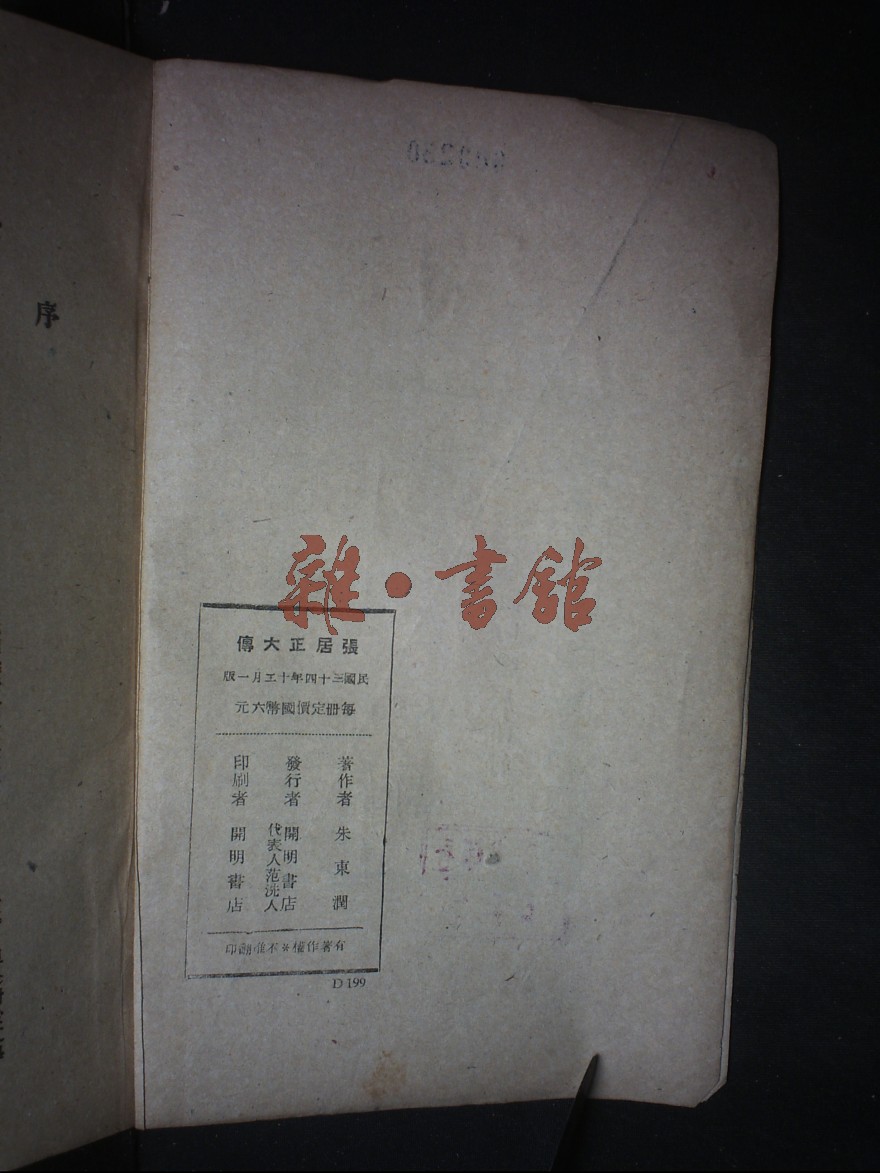 序
雜·書館
張居正大傳
民國三十四年十二月一版
每冊定價國幣六元
著作者 朱東潤
發行者 開明書店
代表人范洗人
印刷者 開明書店
有著作權※不准翻印
D 199